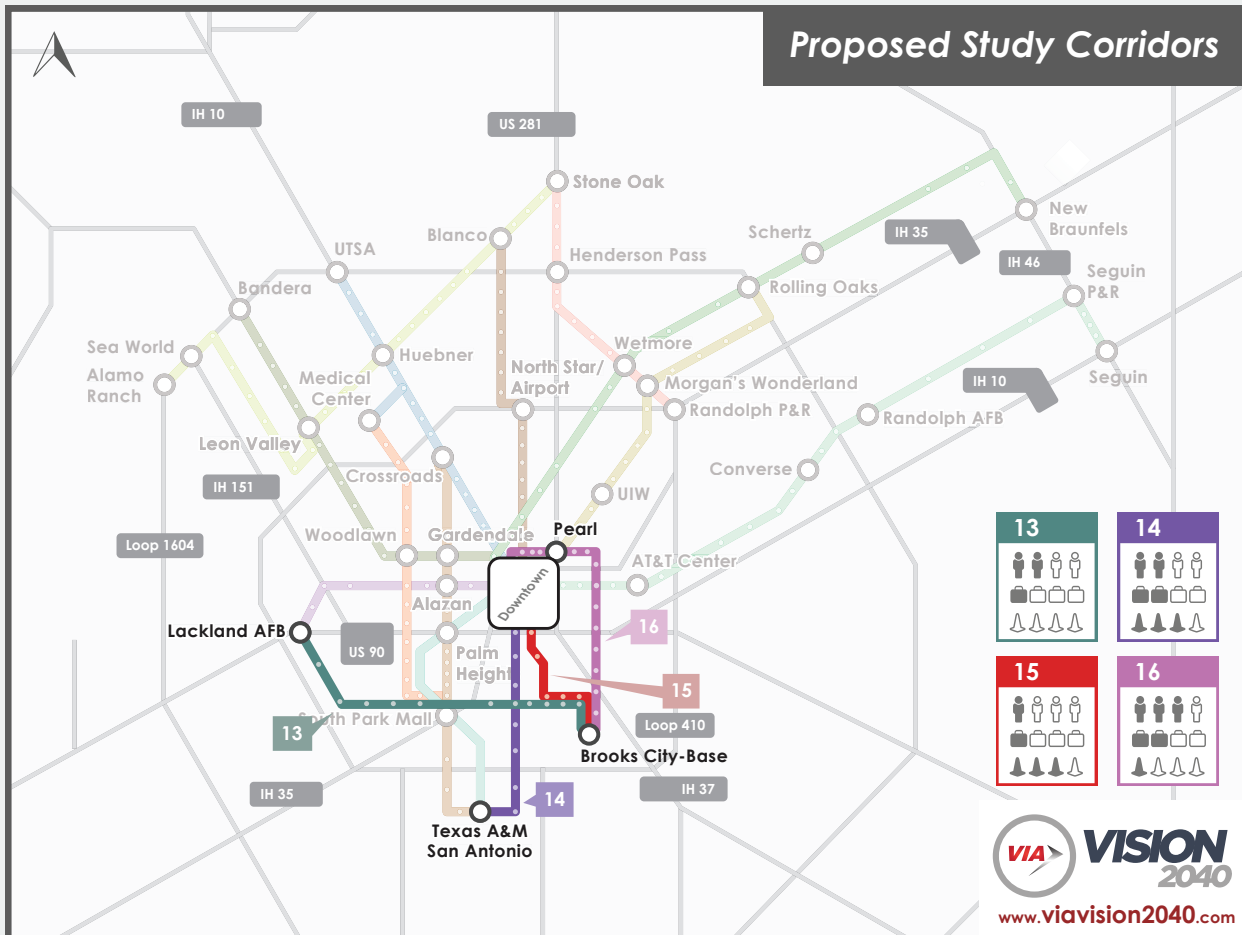 Proposed Study Corridors
IH 10
US 281
Stone Oak
Blanco
UTSA
Henderson Pass
Schertz
IH 35
New
Braunfels
IH 46
Seguin
P&R
Bandera
Rolling Oaks
Sea World
Alamo
Ranch
Huebner
Medical
Center
North Star/
Airport
Wetmore
Morgan's Wonderland
Randolph P&R
IH 10
Seguin
Randolph AFB
Leon Valley
Crossroads
Converse
IH 151
UIW
Loop 1604
Woodlawn
Gardendale
Pearl
AT&T Center
Downtown
Alazan
Lackland AFB
US 90
16
Palm
Height
15
South Park Mall
13
Loop 410
Brooks City-Base
IH 35
14
IH 37
Texas A&M
San Antonio
13
14
15
16
VIA
VISION
2040
www.viavision2040.com